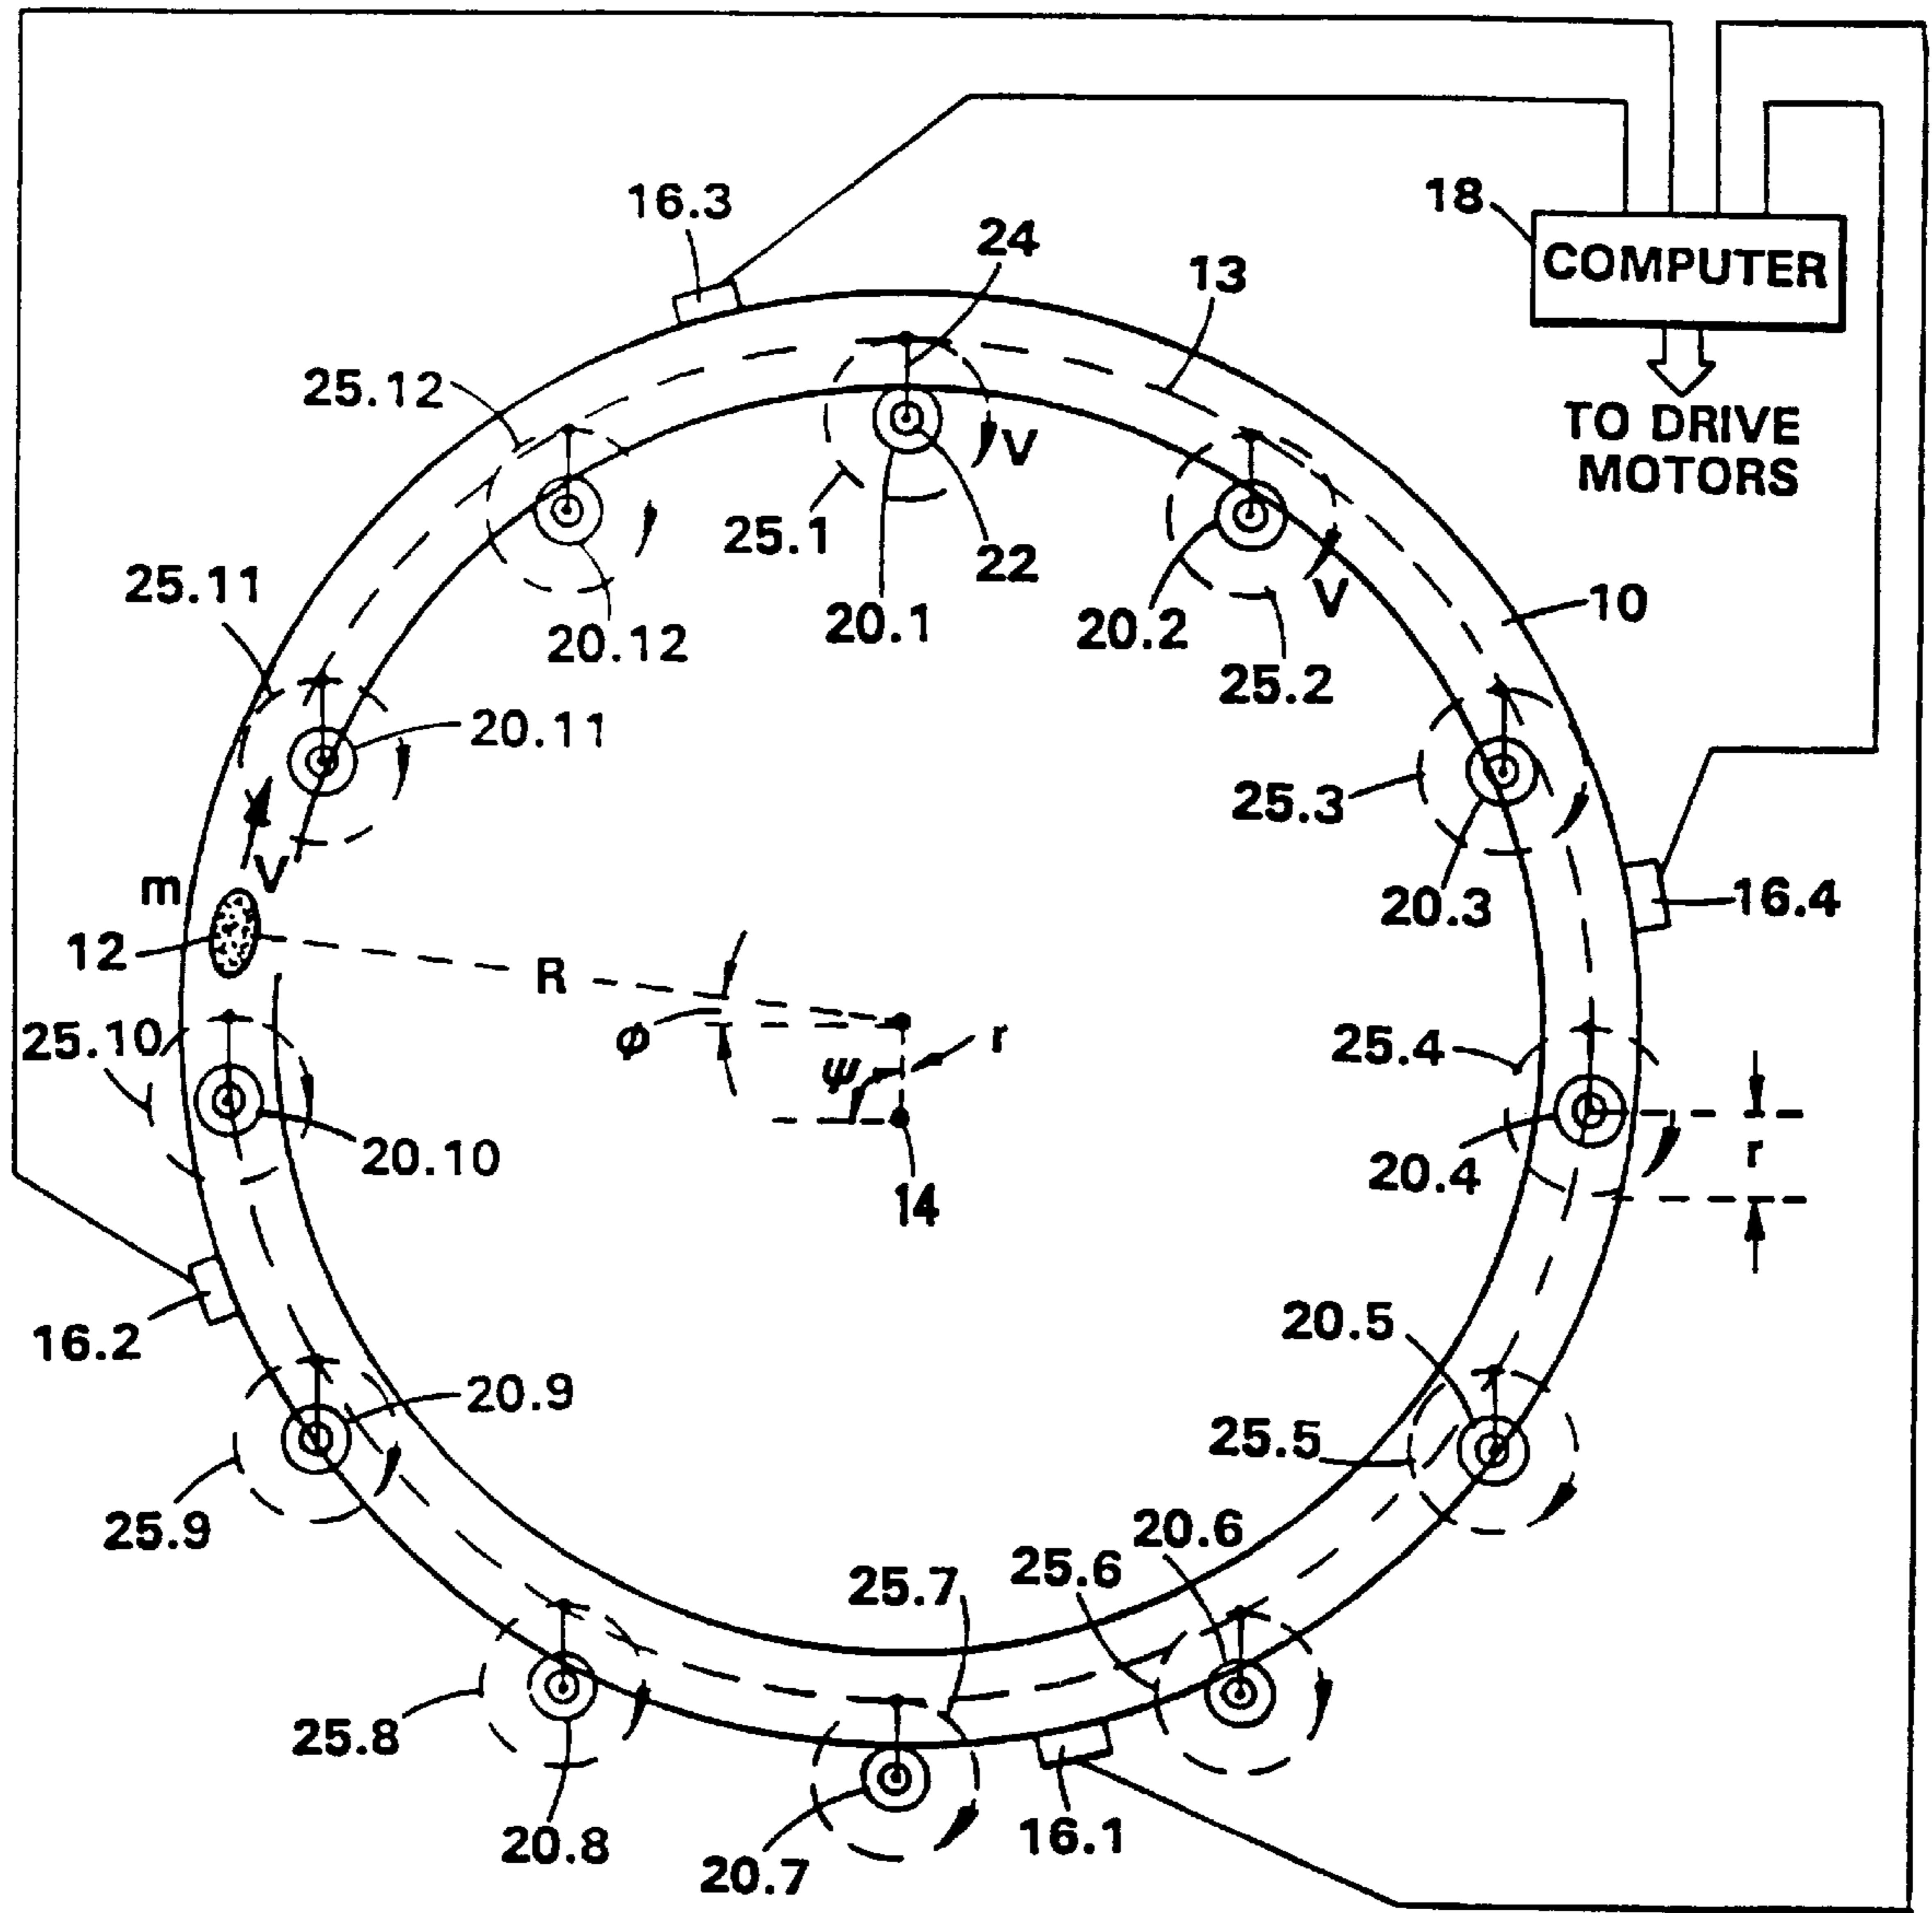 16.3
24
18
COMPUTER
13
25.12
TO DRIVE
MOTORS
V
25.1
22
25.11
20.1
20.2
V
10
20.12
25.2
20.11
25.3
V
m
20.3
16.4
12
R
25.10
φ
ψ
r
25.4
20.10
20.4
r
14
16.2
20.5
20.9
25.5
25.9
20.6
25.7
25.6
25.8
20.8
20.7
16.1